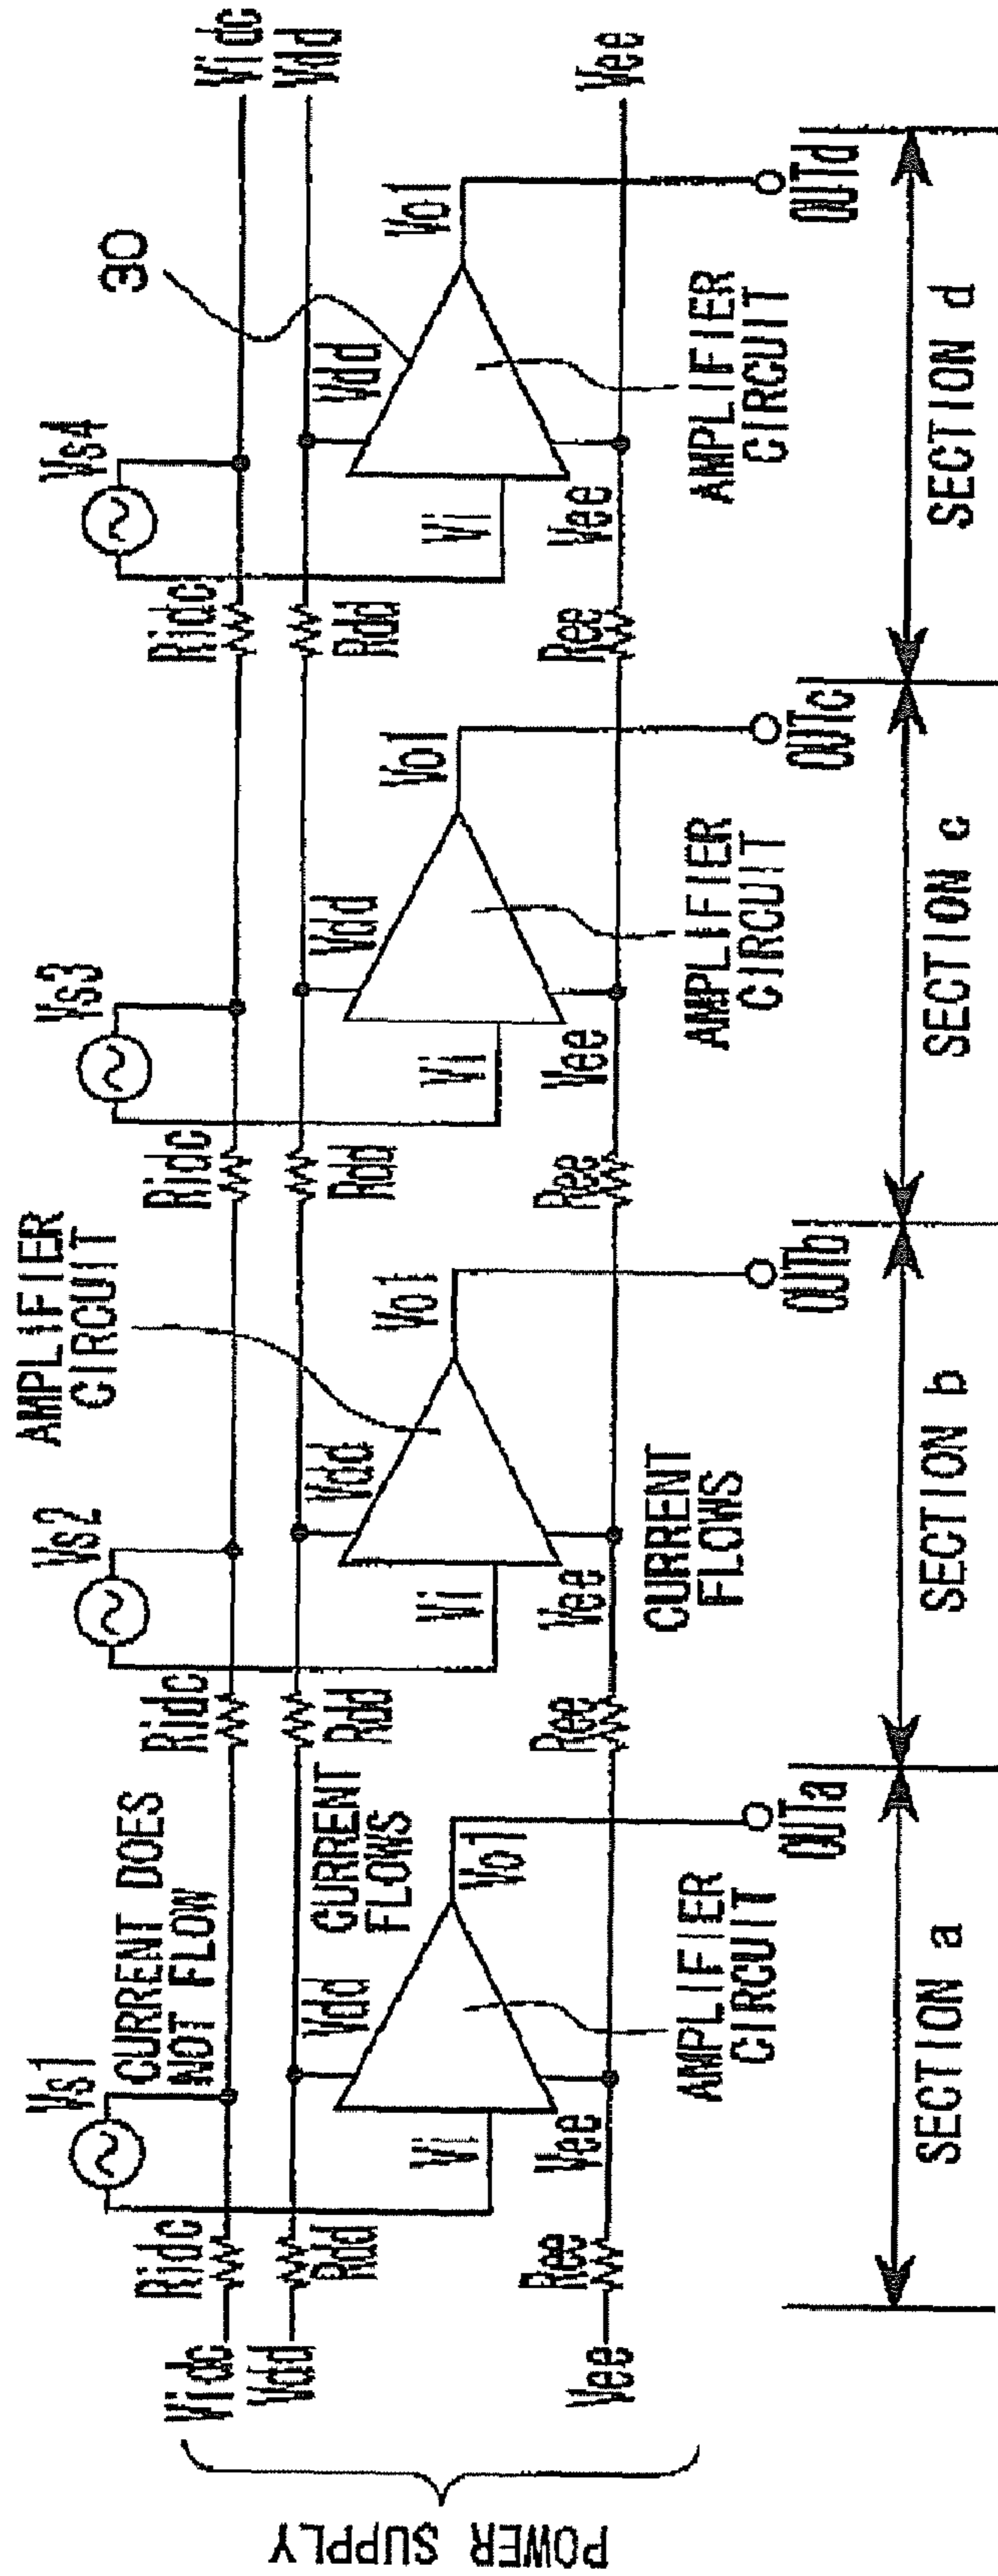 POWER SUPPLY
Vidc
Vdd
Vee
Ridc
Rdd
Ree
Vs1
CURRENT DOES
NOT FLOW
Vi
Vdd
Vee
Vo1
AMPLIFIER
CIRCUIT
OUTa
SECTION a
CURRENT
FLOWS
Ridc
Rdd
Ree
Vs2
Vi
Vdd
Vee
Vo1
AMPLIFIER
CIRCUIT
CURRENT
FLOWS
OUTb
SECTION b
Ridc
Rdd
Ree
Vs3
Vi
Vdd
Vee
Vo1
AMPLIFIER
CIRCUIT
OUTc
SECTION c
Ridc
Rdd
Ree
Vs4
Vi
Vdd
Vee
30
Vo1
AMPLIFIER
CIRCUIT
OUTd
SECTION d
Vidc
Vdd
Vee